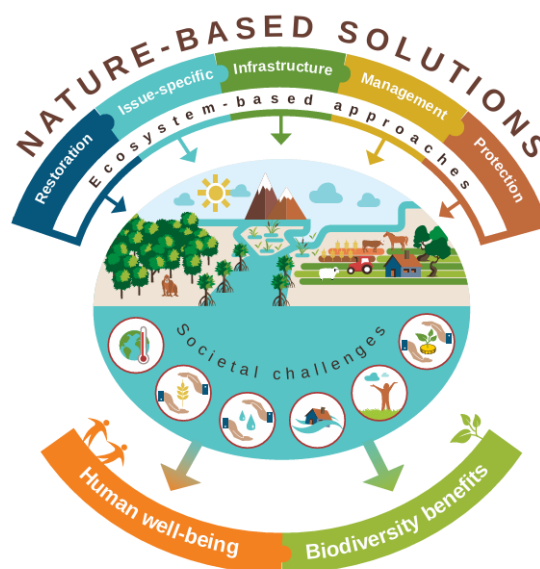 NATURE-BASED SOLUTIONS
Restoration
Issue-specific
Infrastructure
Management
Protection
Ecosystem-based approaches
Societal challenges
Human well-being
Biodiversity benefits